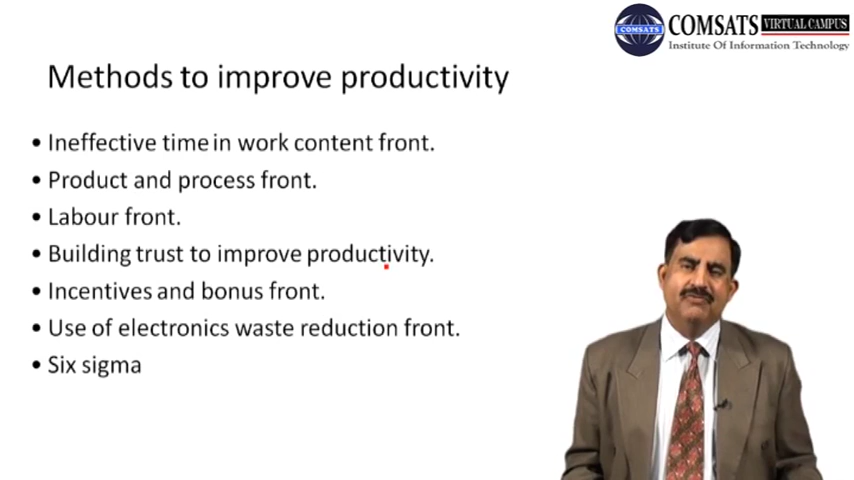 COMSATS VIRTUAL CAMPUS
COMSATS
Institute Of Information Technology
Methods to improve productivity
• Ineffective time in work content front.
• Product and process front.
• Labour front.
• Building trust to improve productivity.
• Incentives and bonus front.
• Use of electronics waste reduction front.
• Six sigma